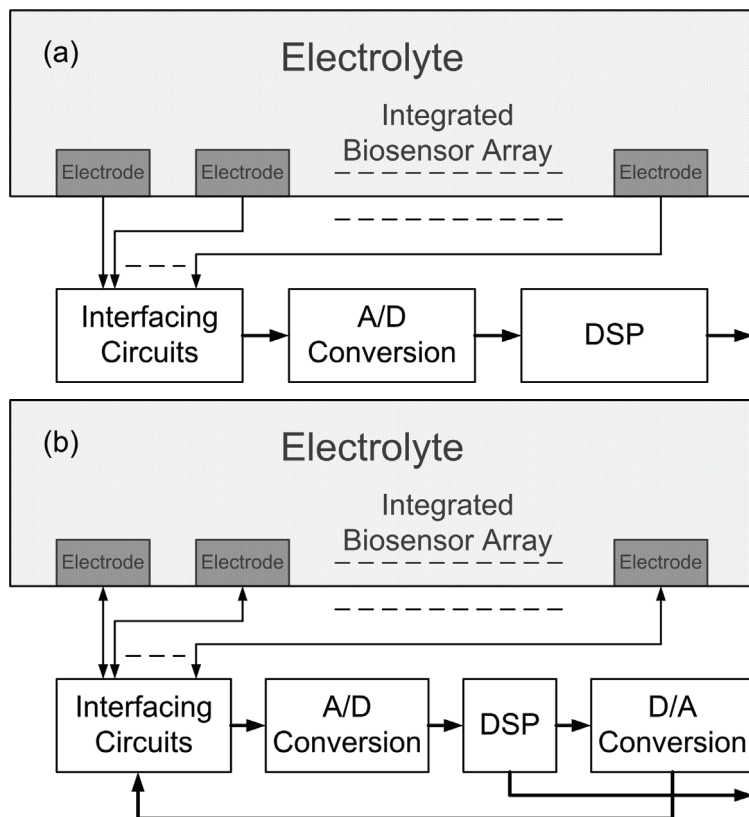 (a)
Electrolyte
Integrated
Biosensor Array
Electrode
Electrode
Electrode
Interfacing
Circuits
A/D
Conversion
DSP
(b)
Electrolyte
Integrated
Biosensor Array
Electrode
Electrode
Electrode
Interfacing
Circuits
A/D
Conversion
DSP
D/A
Conversion